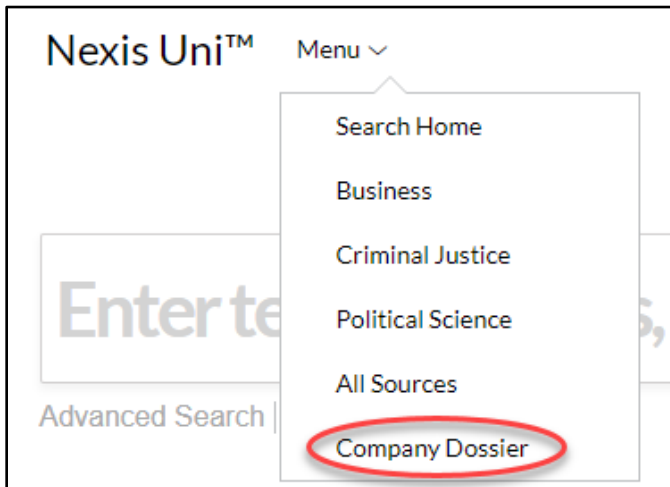 Nexis Uni™ Menu
Search Home
Business
Criminal Justice
Political Science
All Sources
Company Dossier
Enter te s,
Advanced Search |